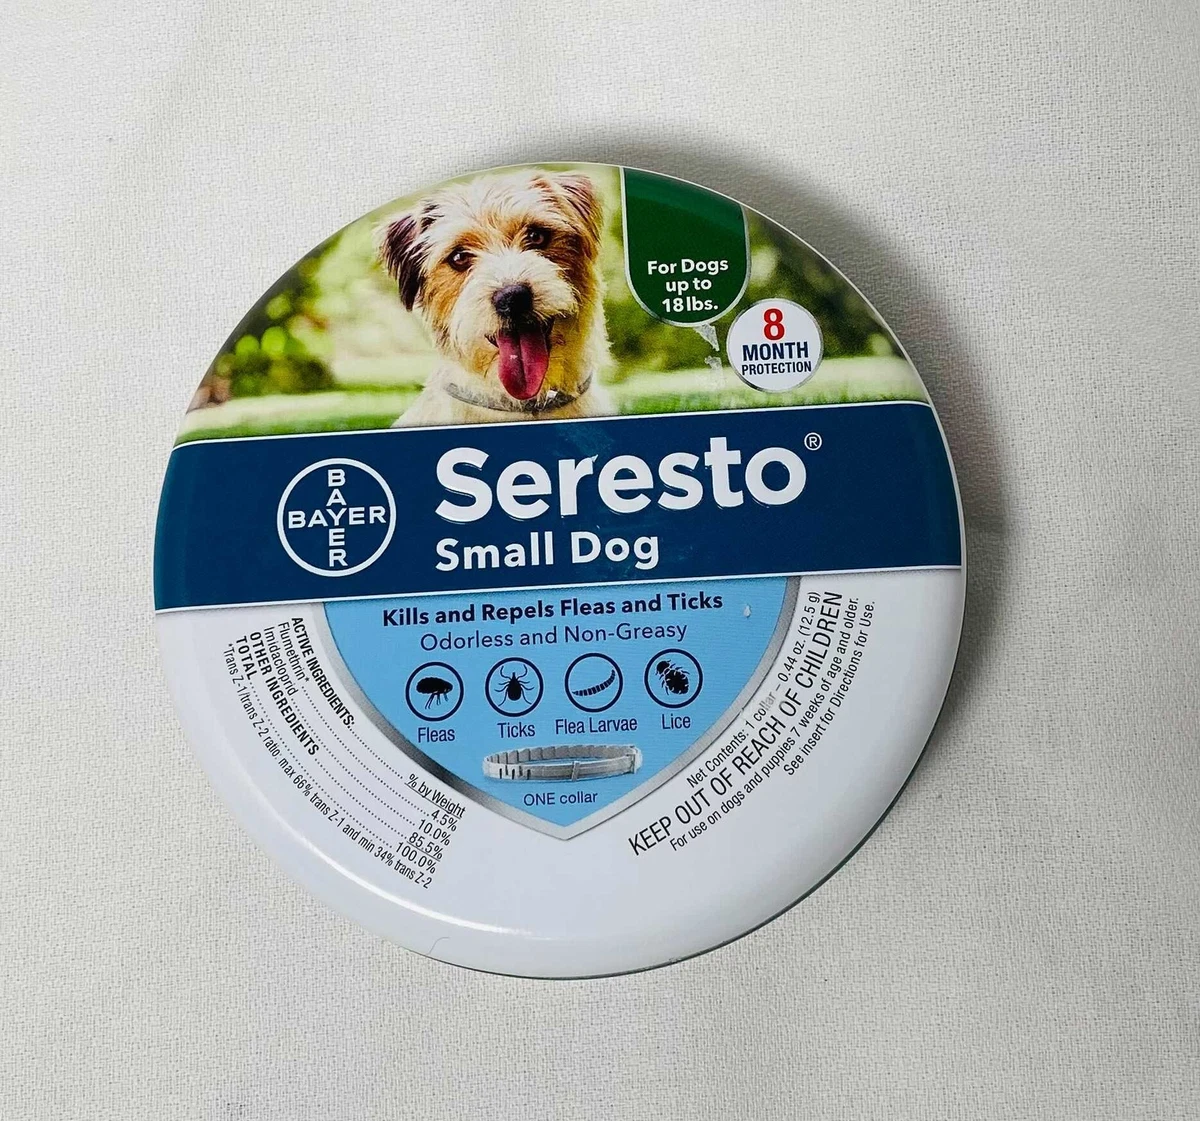 For Dogs
up to
18 lbs.
8
MONTH
PROTECTION
BAYER
BAYER
Seresto®
Small Dog
Kills and Repels Fleas and Ticks
Odorless and Non-Greasy
Fleas
Ticks
Flea Larvae
Lice
ONE collar
ACTIVE INGREDIENTS: % by Weight
Flumethrin* 4.5%
Imidacloprid 10.0%
OTHER INGREDIENTS 85.5%
TOTAL 100.0%
*Trans Z-1/trans Z-2 ratio: max 66% trans Z-1 and min 34% trans Z-2
Net Contents: 1 collar – 0.44 oz. (12.5 g)
KEEP OUT OF REACH OF CHILDREN
For use on dogs and puppies 7 weeks of age and older.
See insert for Directions for Use.